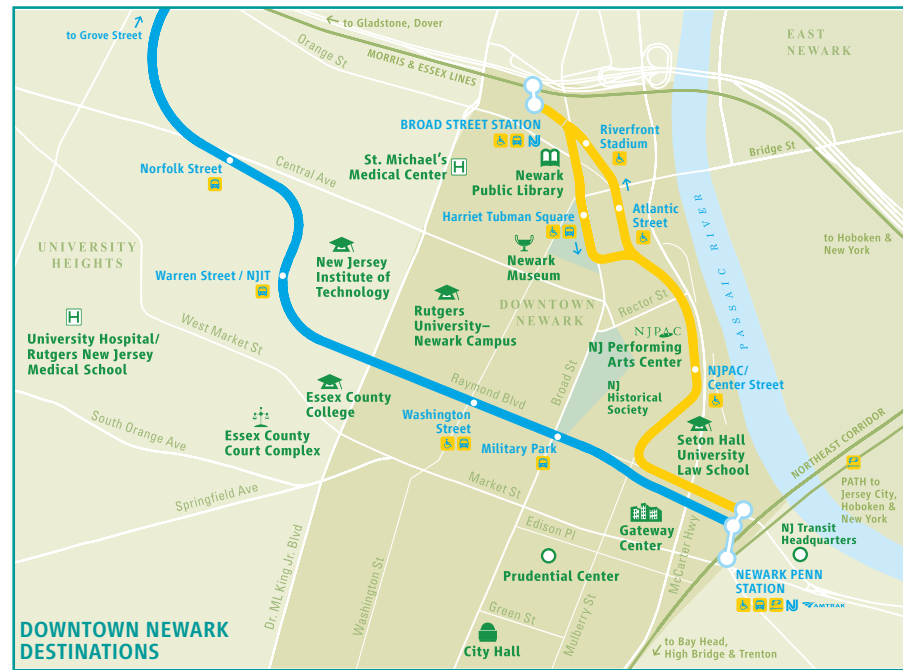 to Grove Street
to Gladstone, Dover
EAST
NEWARK
Orange St
MORRIS & ESSEX LINES
BROAD STREET STATION
Riverfront
Stadium
Bridge St
Norfolk Street
Central Ave
St. Michael's
Medical Center
H
Newark
Public Library
Harriet Tubman Square
Atlantic
Street
PASSAIC RIVER
to Hoboken &
New York
UNIVERSITY
HEIGHTS
Warren Street / NJIT
New Jersey
Institute of
Technology
Newark
Museum
DOWNTOWN
NEWARK
Rector St
H
University Hospital/
Rutgers New Jersey
Medical School
West Market St
Rutgers
University–
Newark Campus
NJPAC
NJ Performing
Arts Center
Broad St
Raymond Blvd
NJPAC/
Center Street
NJ
Historical
Society
Essex County
College
Washington
Street
Military Park
Essex County
Court Complex
South Orange Ave
Springfield Ave
Seton Hall
University
Law School
NORTHEAST CORRIDOR
PATH to
Jersey City,
Hoboken &
New York
Market St
Edison Pl
Gateway
Center
McCarter Hwy
NJ Transit
Headquarters
Dr. ML King Jr. Blvd
Washington St
Prudential Center
NEWARK PENN
STATION
AMTRAK
Green St
Mulberry St
City Hall
to Bay Head,
High Bridge & Trenton
DOWNTOWN NEWARK
DESTINATIONS